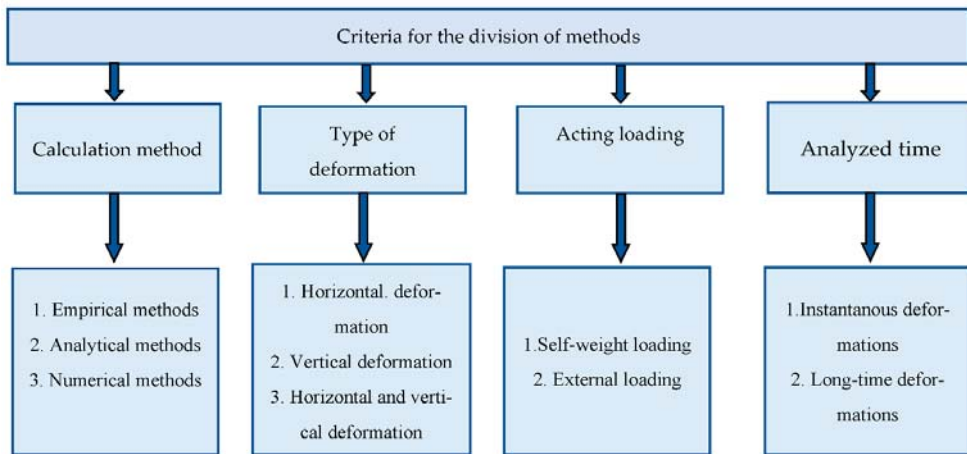 Criteria for the division of methods
Calculation method
Type of
deformation
Acting loading
Analyzed time
1. Empirical methods
2. Analytical methods
3. Numerical methods
1. Horizontal. defor-
mation
2. Vertical deformation
3. Horizontal and verti-
cal deformation
1.Self-weight loading
2. External loading
1.Instantanous defor-
mations
2. Long-time defor-
mations